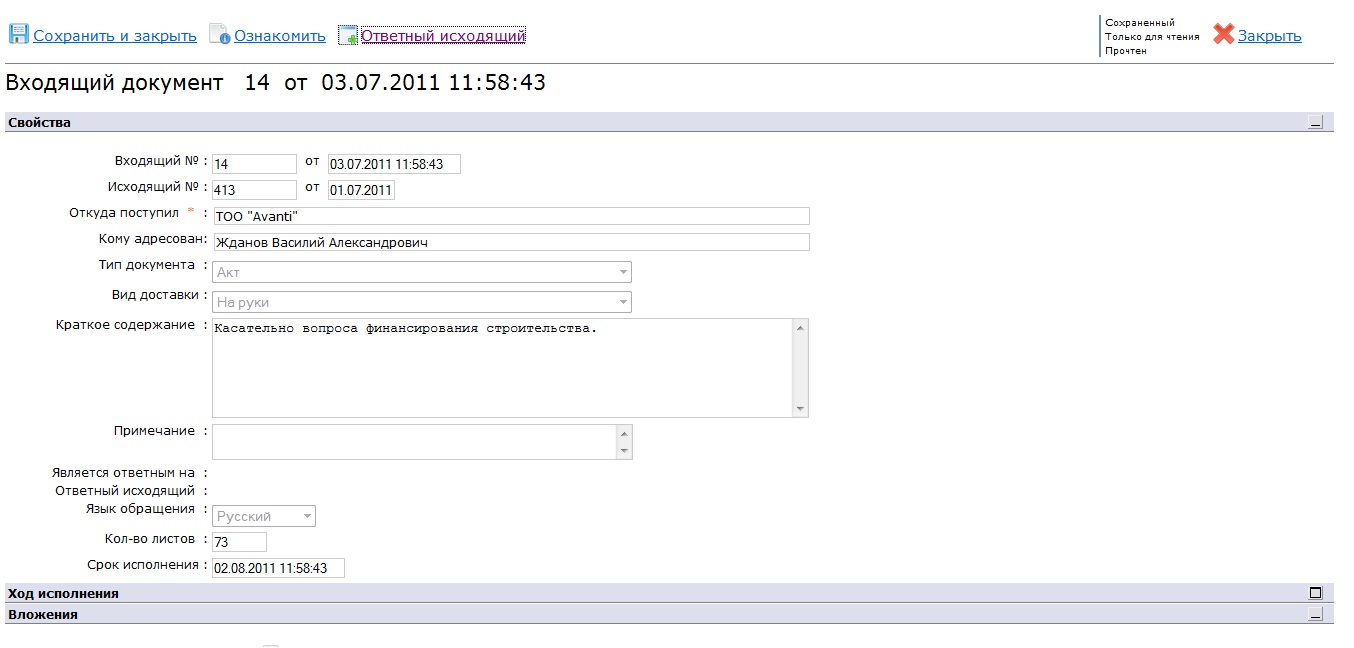 Сохранить и закрыть Ознакомить Ответный исходящий
Сохраненный
Только для чтения
Прочтен
Закрыть
Входящий документ 14 от 03.07.2011 11:58:43
Свойства
Входящий № : 14 от 03.07.2011 11:58:43
Исходящий № : 413 от 01.07.2011
Откуда поступил * : ТОО "Avanti"
Кому адресован: Жданов Василий Александрович
Тип документа : Акт
Вид доставки : На руки
Краткое содержание : Касательно вопроса финансирования строительства.
Примечание :
Является ответным на :
Ответный исходящий :
Язык обращения : Русский
Кол-во листов : 73
Срок исполнения : 02.08.2011 11:58:43
Ход исполнения
Вложения